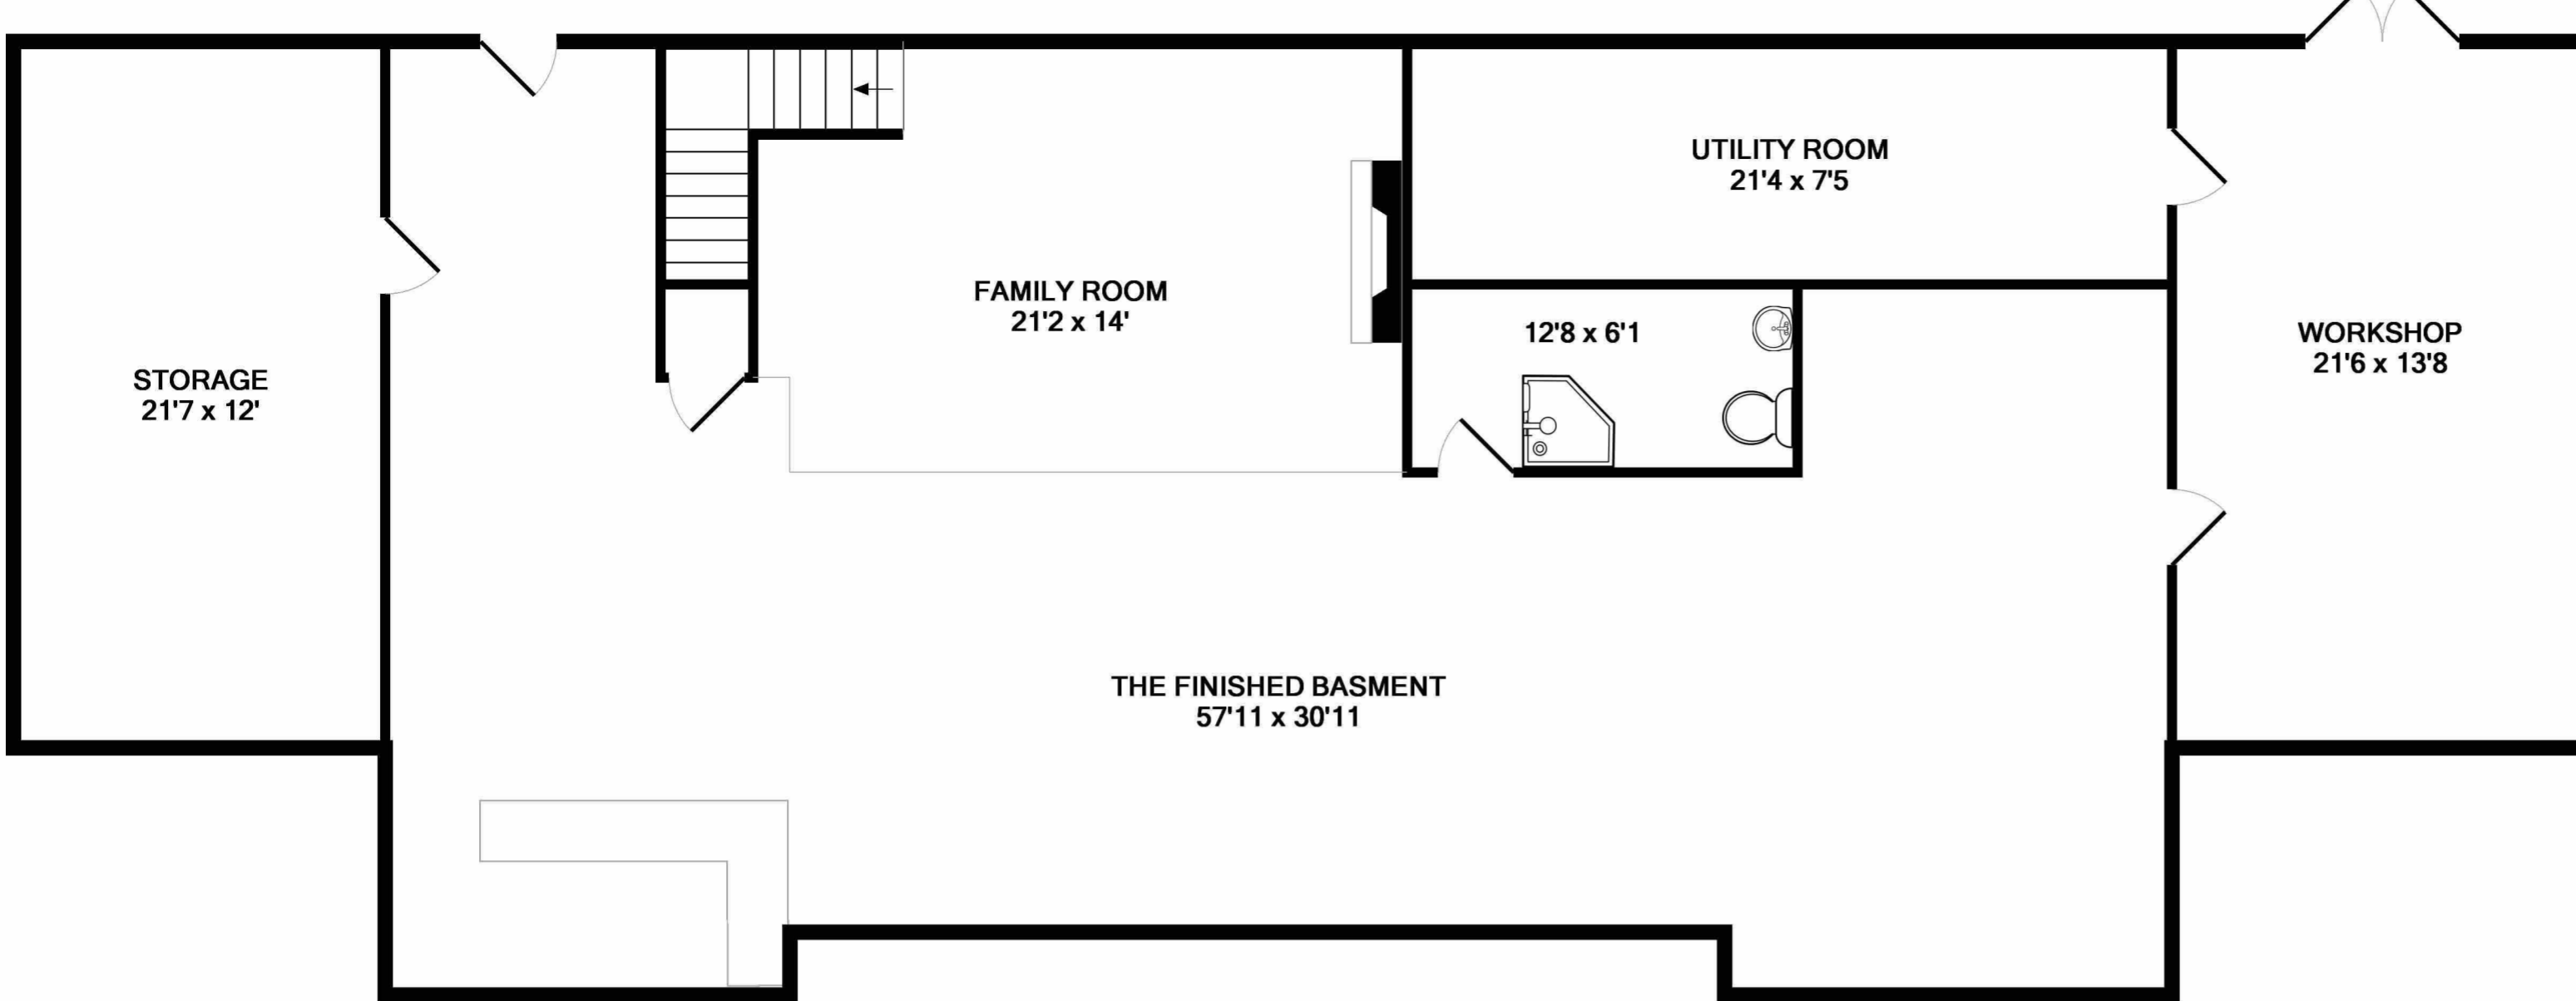 UTILITY ROOM
21'4 x 7'5
FAMILY ROOM
21'2 x 14'
12'8 x 6'1
WORKSHOP
21'6 x 13'8
STORAGE
21'7 x 12'
THE FINISHED BASMENT
57'11 x 30'11